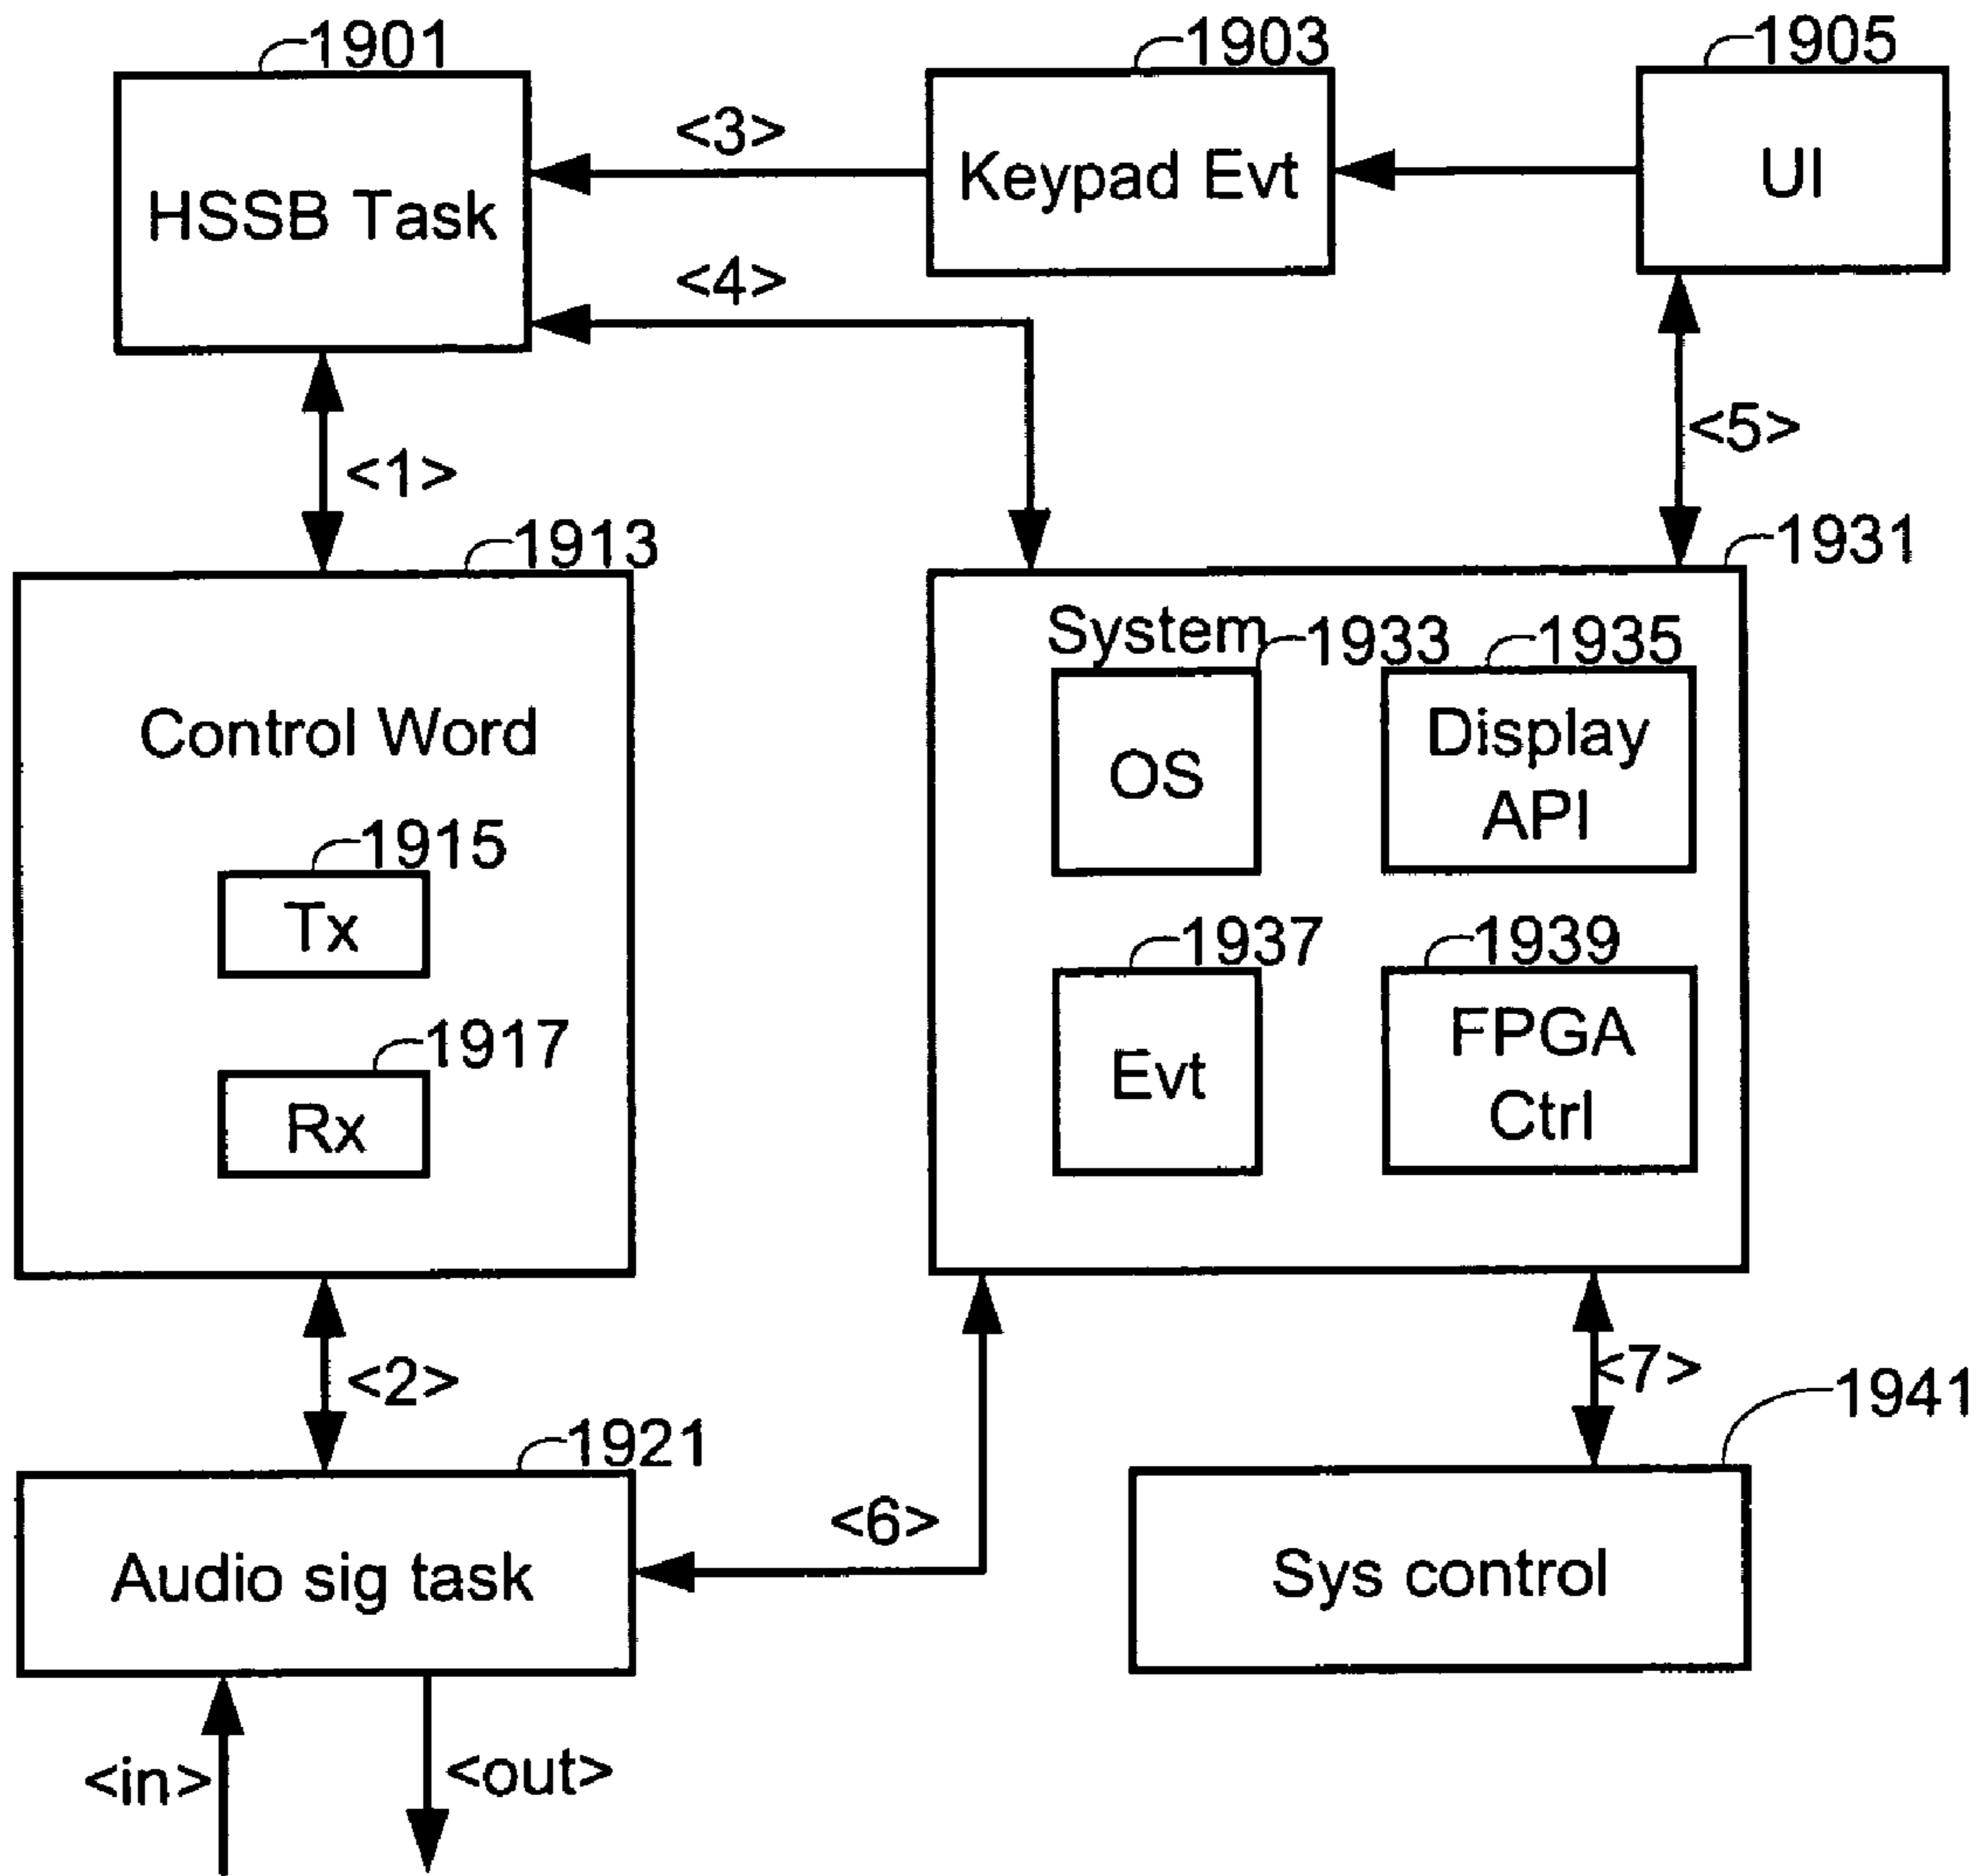 1901
1903
1905
HSSB Task
<3>
Keypad Evt
UI
<4>
<1>
<5>
1913
1931
Control Word
System
1933
1935
OS
Display
API
1915
Tx
1937
1939
Evt
FPGA
Ctrl
1917
Rx
<2>
<7>
1921
1941
<6>
Audio sig task
Sys control
<in>
<out>